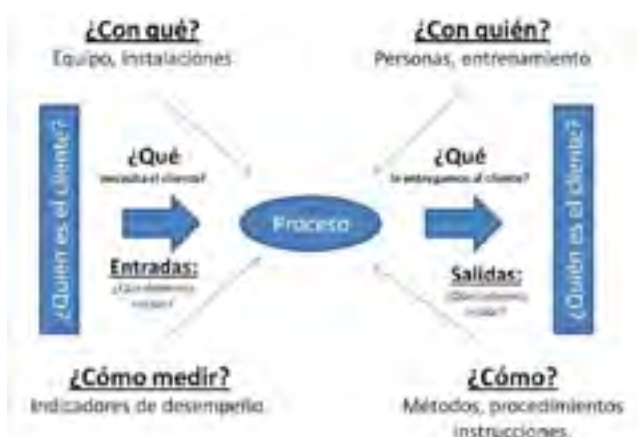 ¿Con qué?
Equipo, instalaciones
¿Con quién?
Personas, entrenamiento
¿Quién es el cliente?
¿Qué
necesita el cliente?
Entradas:
Proceso
¿Qué
le entregamos al cliente?
Salidas:
¿Quién es el cliente?
¿Cómo medir?
Indicadores de desempeño
¿Cómo?
Métodos, procedimientos
instrucciones.